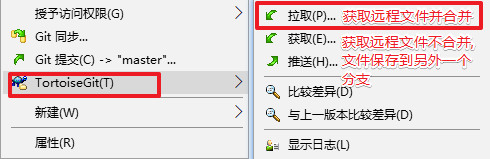 授予访问权限(G)
Git 同步...
Git 提交(C) -> "master"...
TortoiseGit(T)
新建(W)
属性(R)
拉取(P)... 获取远程文件并合并
获取(E)... 获取远程文件不合并,
推送(H)... 文件保存到另外一个
分支
比较差异(D)
与上一版本比较差异(D)
显示日志(L)